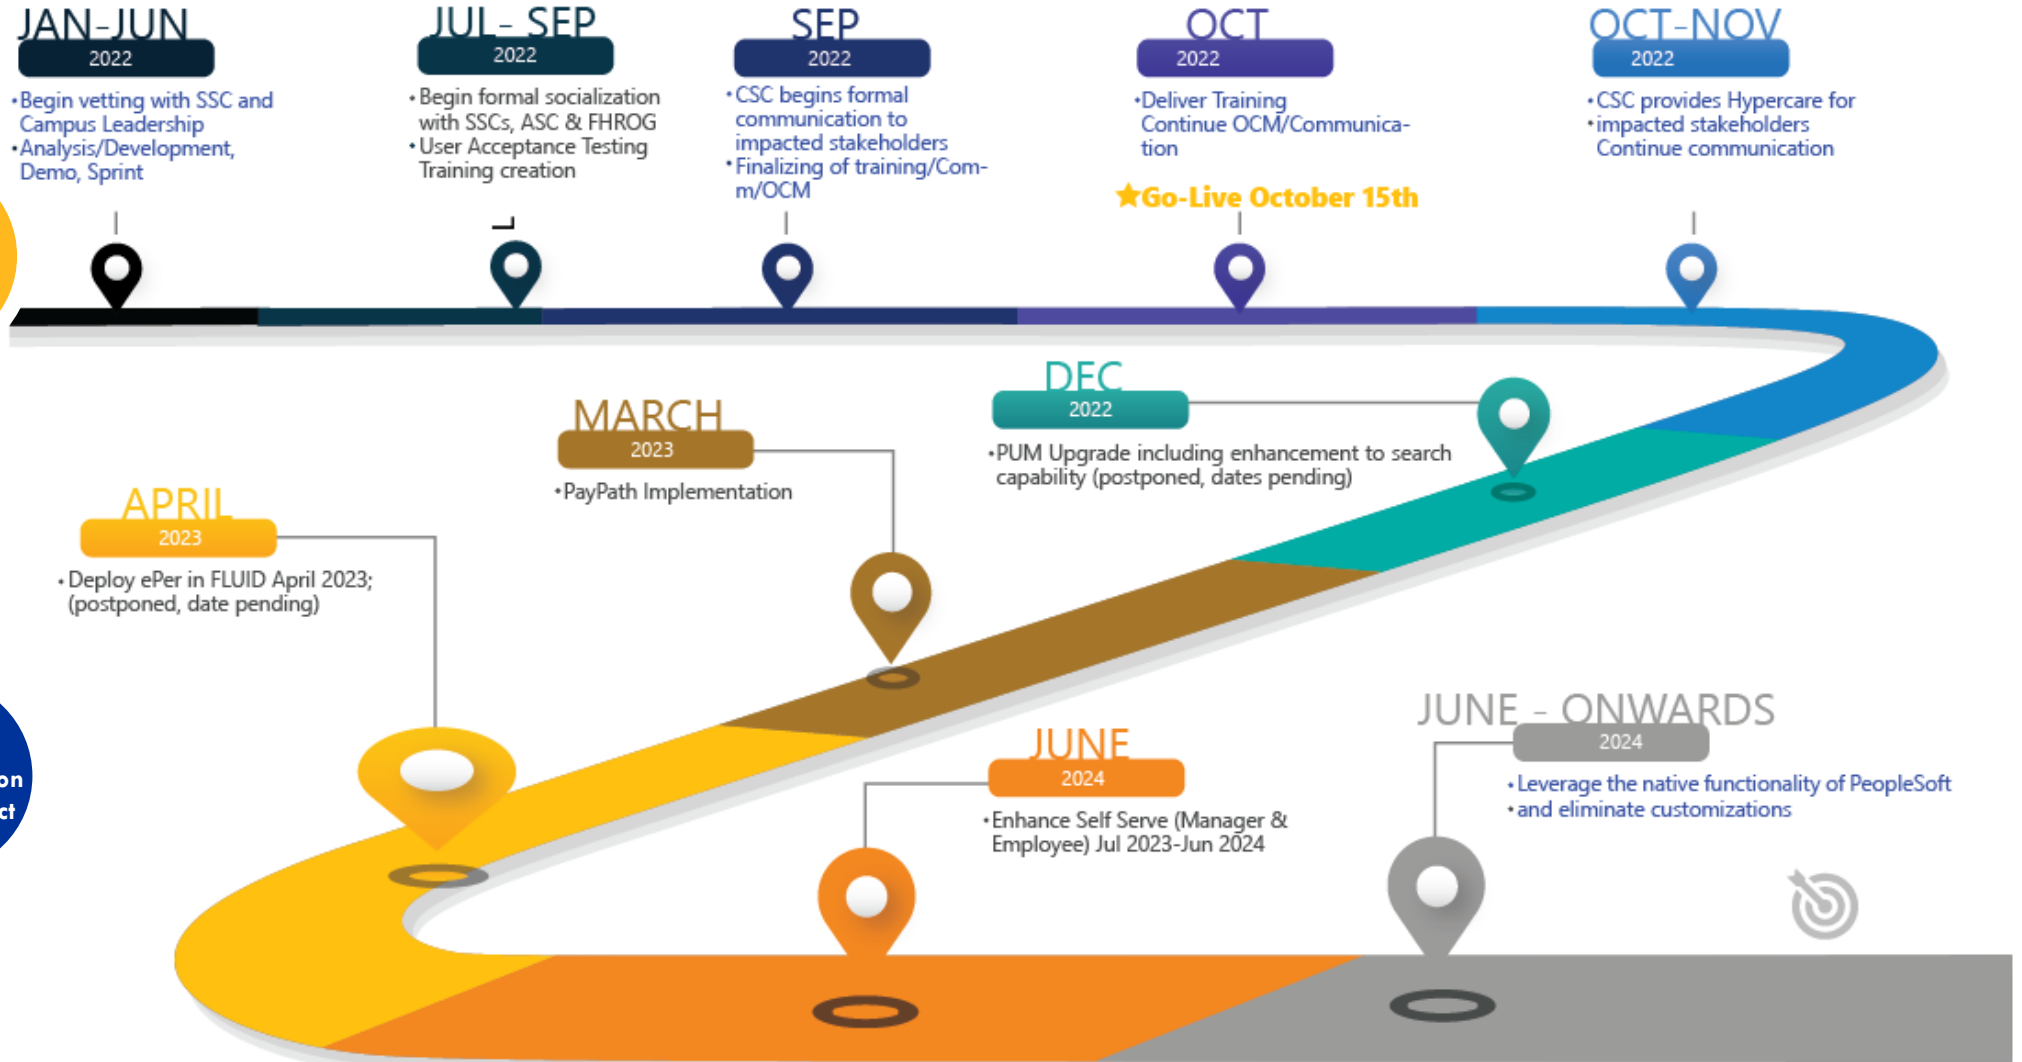 JAN-JUN
2022
•Begin vetting with SSC and
Campus Leadership
•Analysis/Development,
Demo, Sprint
JUL- SEP
2022
•Begin formal socialization
with SSCs, ASC & FHROG
•User Acceptance Testing
Training creation
SEP
2022
•CSC begins formal
communication to
impacted stakeholders
•Finalizing of training/Com-
m/OCM
OCT
2022
•Deliver Training
Continue OCM/Communica-
tion
Go-Live October 15th
OCT-NOV
2022
•CSC provides Hypercare for
•impacted stakeholders
Continue communication
DEC
2022
•PUM Upgrade including enhancement to search
capability (postponed, dates pending)
MARCH
2023
•PayPath Implementation
APRIL
2023
•Deploy ePer in FLUID April 2023;
(postponed, date pending)
on
ct
JUNE
2024
•Enhance Self Serve (Manager &
Employee) Jul 2023-Jun 2024
JUNE - ONWARDS
2024
•Leverage the native functionality of PeopleSoft
•and eliminate customizations